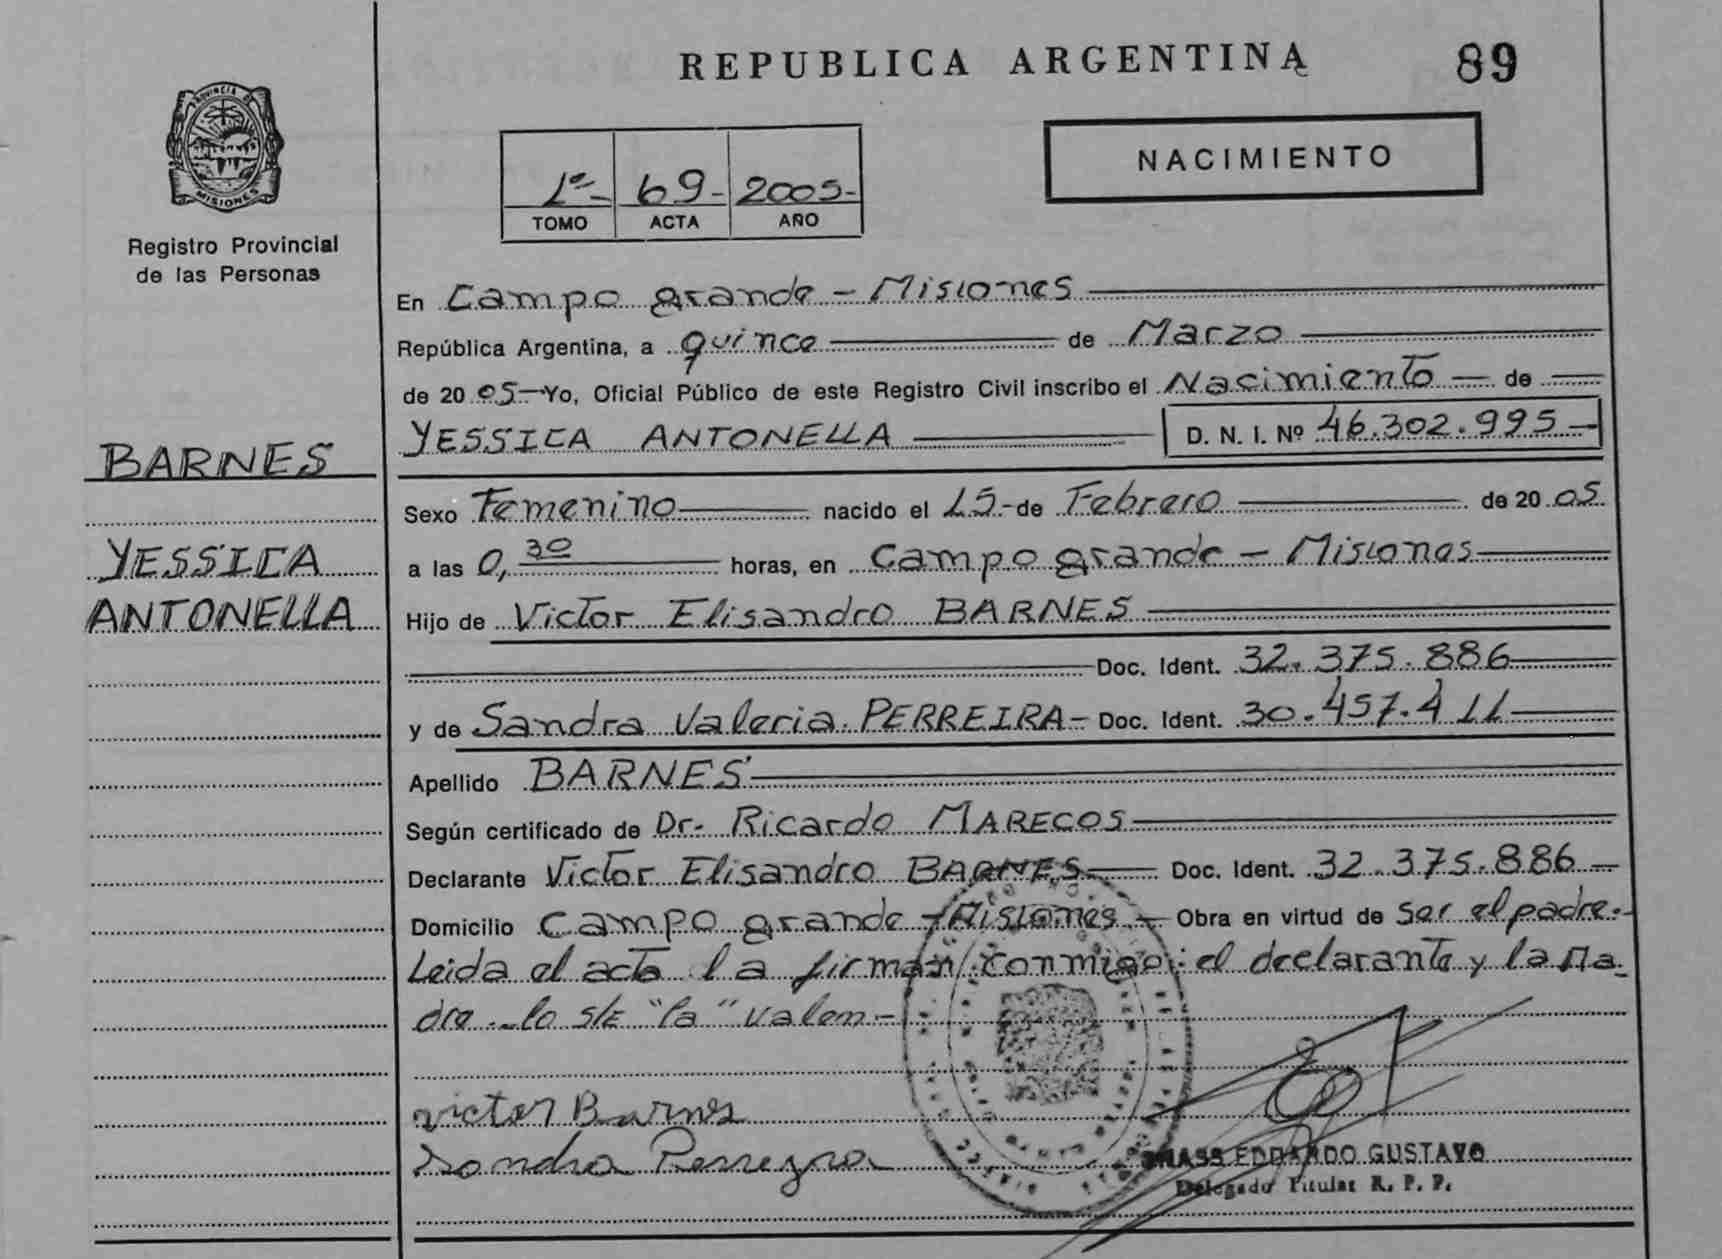 REPUBLICA ARGENTINA
89
PROVINCIA DE
MISIONES
Registro Provincial
de las Personas
1º- 69- 2005-
TOMO ACTA AÑO
NACIMIENTO
En Campo grande - Misiones
República Argentina, a quince de Marzo
de 20 05- Yo, Oficial Público de este Registro Civil inscribo el Nacimiento - de
YESSICA ANTONELLA D. N. I. Nº 46.302.995-
BARNES
YESSICA
ANTONELLA
Sexo Femenino nacido el 15- de Febrero de 20 05.
a las 0,30 horas, en Campo grande - Misiones
Hijo de Victor Elisandro BARNES
Doc. Ident. 32.375.886
y de Sandra Valeria PERREIRA- Doc. Ident. 30.457.411
Apellido BARNES
Según certificado de Dr. Ricardo MARECOS
Declarante Victor Elisandro BARNES Doc. Ident. 32.375.886-
Domicilio Campo grande - Misiones - Obra en virtud de ser el padre.-
Leida el acta la firman conmigo: el declarante y la Ma-
dre. lo s/e "la" valen-
victor Barnes
Sandra Perreyra
EDUARDO GUSTAVO
Delegado Titular R. P. P.